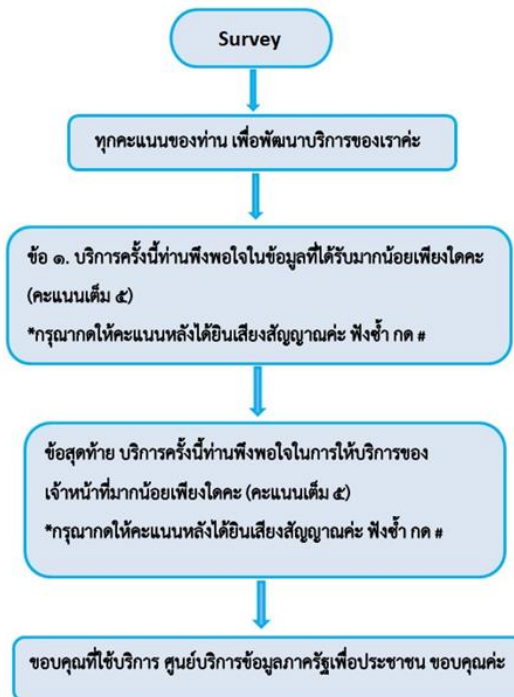 Survey
ทุกคะแนนของท่าน เพื่อพัฒนาบริการของเราค่ะ
ข้อ ๑. บริการครั้งนี้ท่านพึงพอใจในข้อมูลที่ได้รับมากน้อยเพียงใดคะ
(คะแนนเต็ม ๕)
*กรุณากดให้คะแนนหลังได้ยินเสียงสัญญาณค่ะ ฟังซ้ำ กด #
ข้อสุดท้าย บริการครั้งนี้ท่านพึงพอใจในการให้บริการของ
เจ้าหน้าที่มากน้อยเพียงใดคะ (คะแนนเต็ม ๕)
*กรุณากดให้คะแนนหลังได้ยินเสียงสัญญาณค่ะ ฟังซ้ำ กด #
ขอบคุณที่ใช้บริการ ศูนย์บริการข้อมูลภาครัฐเพื่อประชาชน ขอบคุณค่ะ